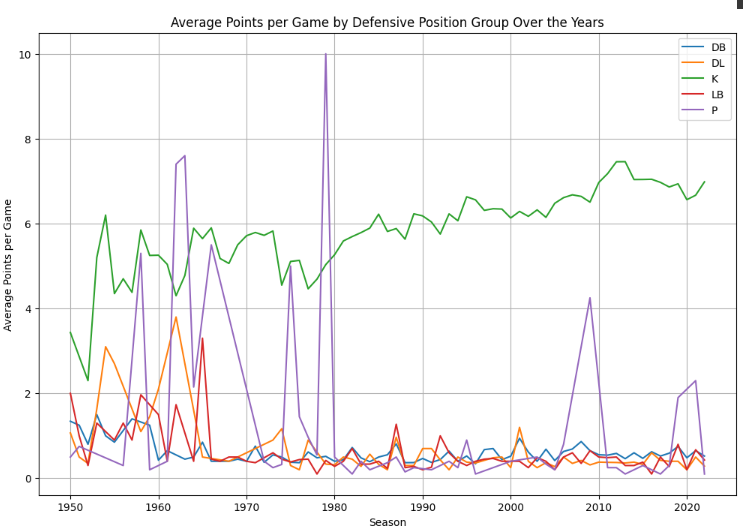 Average Points per Game by Defensive Position Group Over the Years
DB
DL
K
LB
P
Average Points per Game
10
8
6
4
2
0
1950 1960 1970 1980 1990 2000 2010 2020
Season